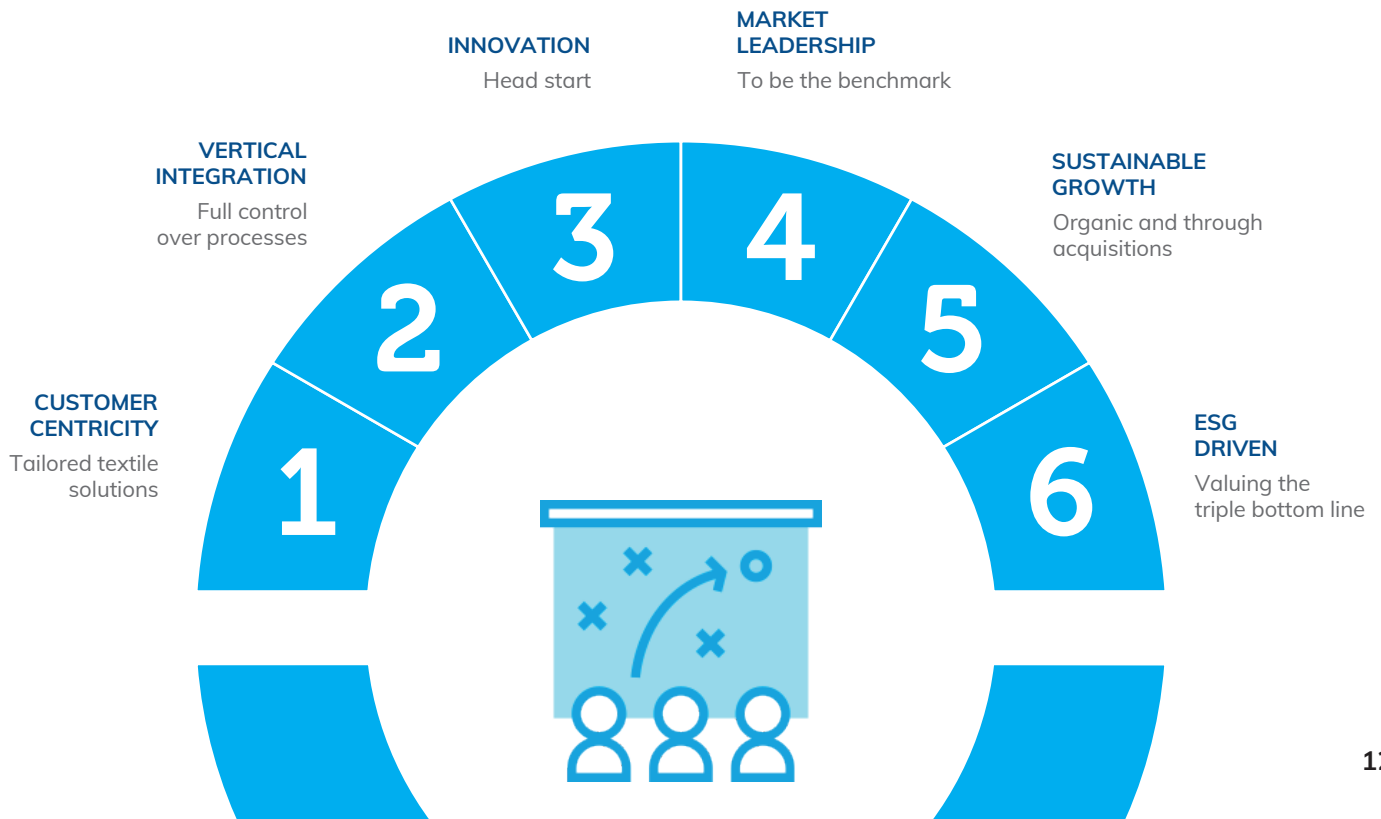 1
CUSTOMER
CENTRICITY
Tailored textile
solutions
2
VERTICAL
INTEGRATION
Full control
over processes
3
INNOVATION
Head start
4
MARKET
LEADERSHIP
To be the benchmark
5
SUSTAINABLE
GROWTH
Organic and through
acquisitions
6
ESG
DRIVEN
Valuing the
triple bottom line